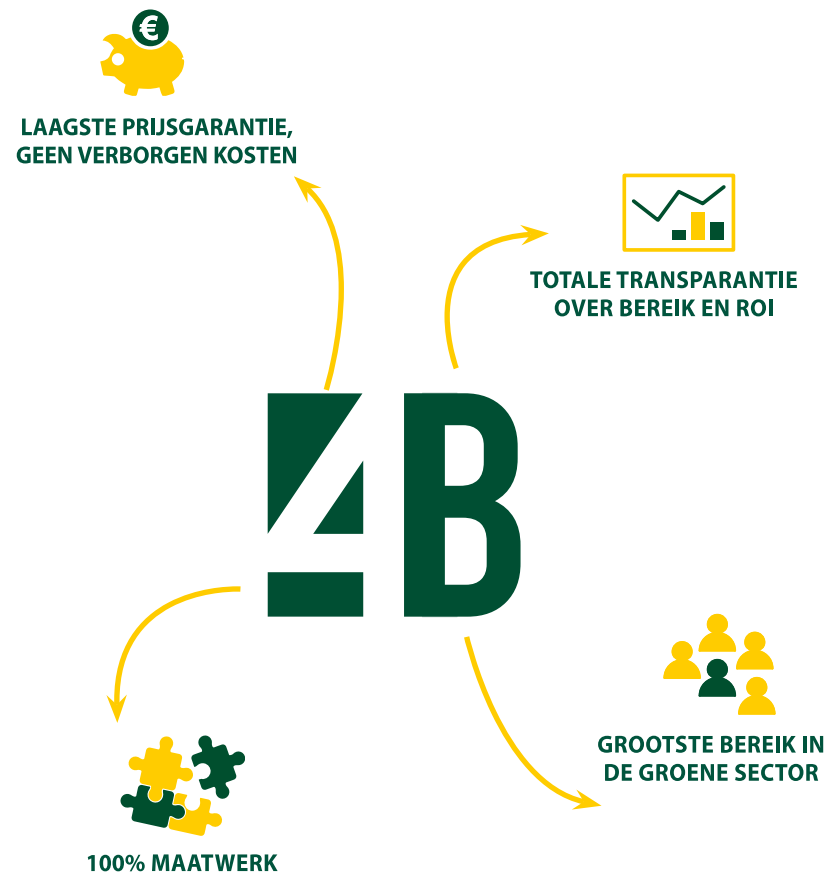 €
LAAGSTE PRIJSGARANTIE,
GEEN VERBORGEN KOSTEN
TOTALE TRANSPARANTIE
OVER BEREIK EN ROI
4B
GROOTSTE BEREIK IN
DE GROENE SECTOR
100% MAATWERK